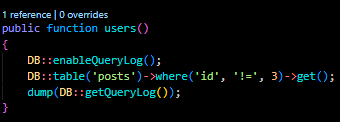 1 reference | 0 overrides
public function users()
{
    DB::enableQueryLog();
    DB::table('posts')->where('id', '!=', 3)->get();
    dump(DB::getQueryLog());
}